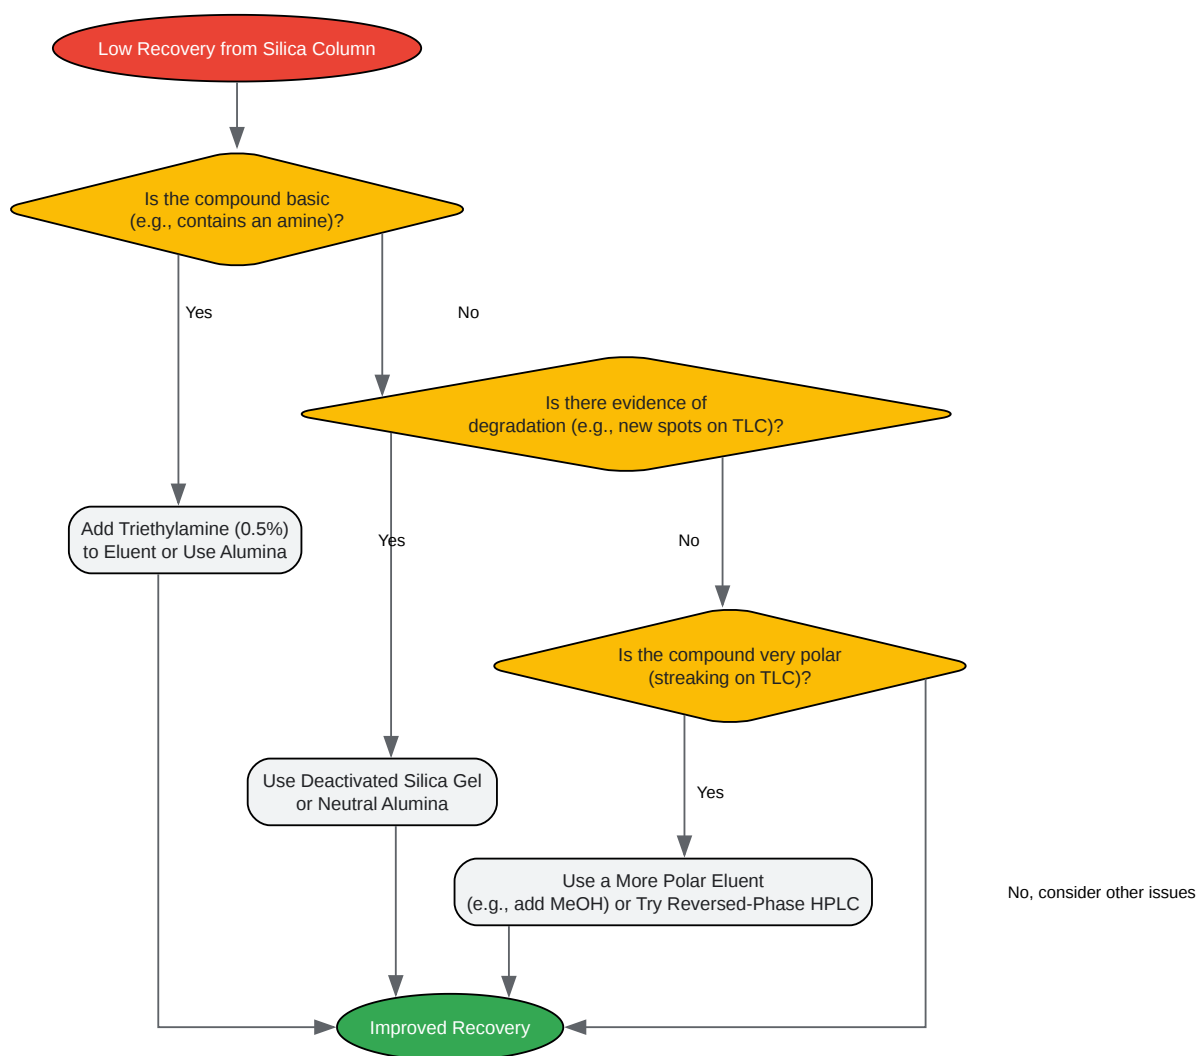 Low Recovery from Silica Column
Is the compound basic
(e.g., contains an amine)?
Yes
No
Is there evidence of
degradation (e.g., new spots on TLC)?
Add Triethylamine (0.5%)
to Eluent or Use Alumina
Yes
No
Is the compound very polar
(streaking on TLC)?
Use Deactivated Silica Gel
or Neutral Alumina
Yes
Use a More Polar Eluent
(e.g., add MeOH) or Try Reversed-Phase HPLC
No, consider other issues
Improved Recovery